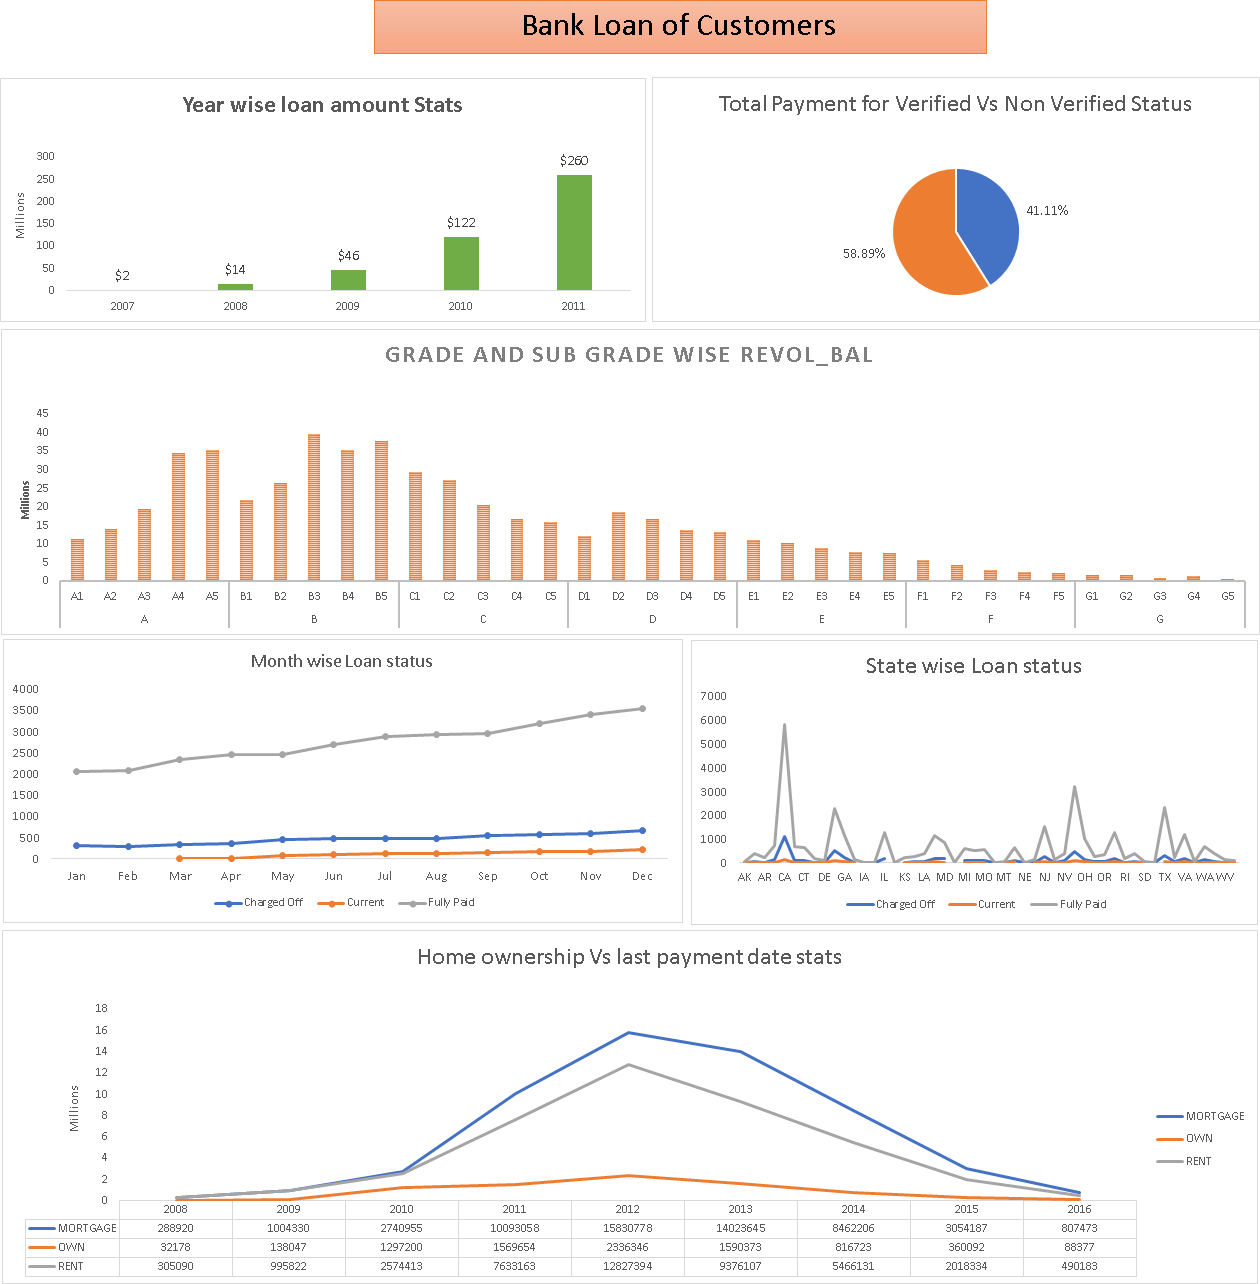 Bank Loan of Customers
Year wise loan amount Stats
Millions
300
250
200
150
100
50
0
$2
$14
$46
$122
$260
2007 2008 2009 2010 2011
Total Payment for Verified Vs Non Verified Status
41.11%
58.89%
GRADE AND SUB GRADE WISE REVOL_BAL
Millions
45
40
35
30
25
20
15
10
5
0
A1 A2 A3 A4 A5 B1 B2 B3 B4 B5 C1 C2 C3 C4 C5 D1 D2 D3 D4 D5 E1 E2 E3 E4 E5 F1 F2 F3 F4 F5 G1 G2 G3 G4 G5
A B C D E F G
Month wise Loan status
4000
3500
3000
2500
2000
1500
1000
500
0
Jan Feb Mar Apr May Jun Jul Aug Sep Oct Nov Dec
Charged Off Current Fully Paid
State wise Loan status
7000
6000
5000
4000
3000
2000
1000
0
AK AR CA CT DE GA IA IL KS LA MD MI MO MT NE NJ NV OH OR RI SD TX VA WA WV
Charged Off Current Fully Paid
Home ownership Vs last payment date stats
Millions
18
16
14
12
10
8
6
4
2
0
MORTGAGE
OWN
RENT
2008 2009 2010 2011 2012 2013 2014 2015 2016
MORTGAGE 288920 1004330 2740955 10093058 15830778 14023645 8462206 3054187 807473
OWN 32178 138047 1297200 1569654 2336346 1590373 816723 360092 88377
RENT 305090 995822 2574413 7633163 12827394 9376107 5466131 2018334 490183